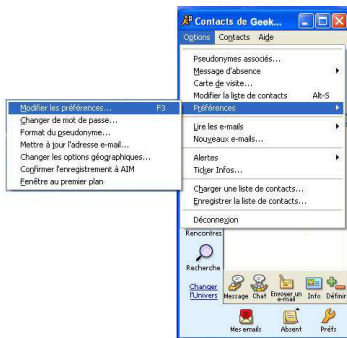 Contacts de Geek...
Options Contacts Aide
Pseudonymes associés...
Message d'absence
Carte de visite...
Modifier la liste de contacts Alt-S
Préférences
Modifier les préférences... F3
Changer de mot de passe...
Format du pseudonyme...
Mettre à jour l'adresse e-mail...
Changer les options géographiques...
Confirmer l'enregistrement à AIM
Fenêtre au premier plan
Lire les e-mails
Nouveaux e-mails...
Alertes
Ticker Infos...
Charger une liste de contacts...
Enregistrer la liste de contacts...
Déconnexion
Rencontres
Recherche
Changer
l'Univers
Message Chat Envoyer un
e-mail Info Définir
Mes emails Absent Préfs